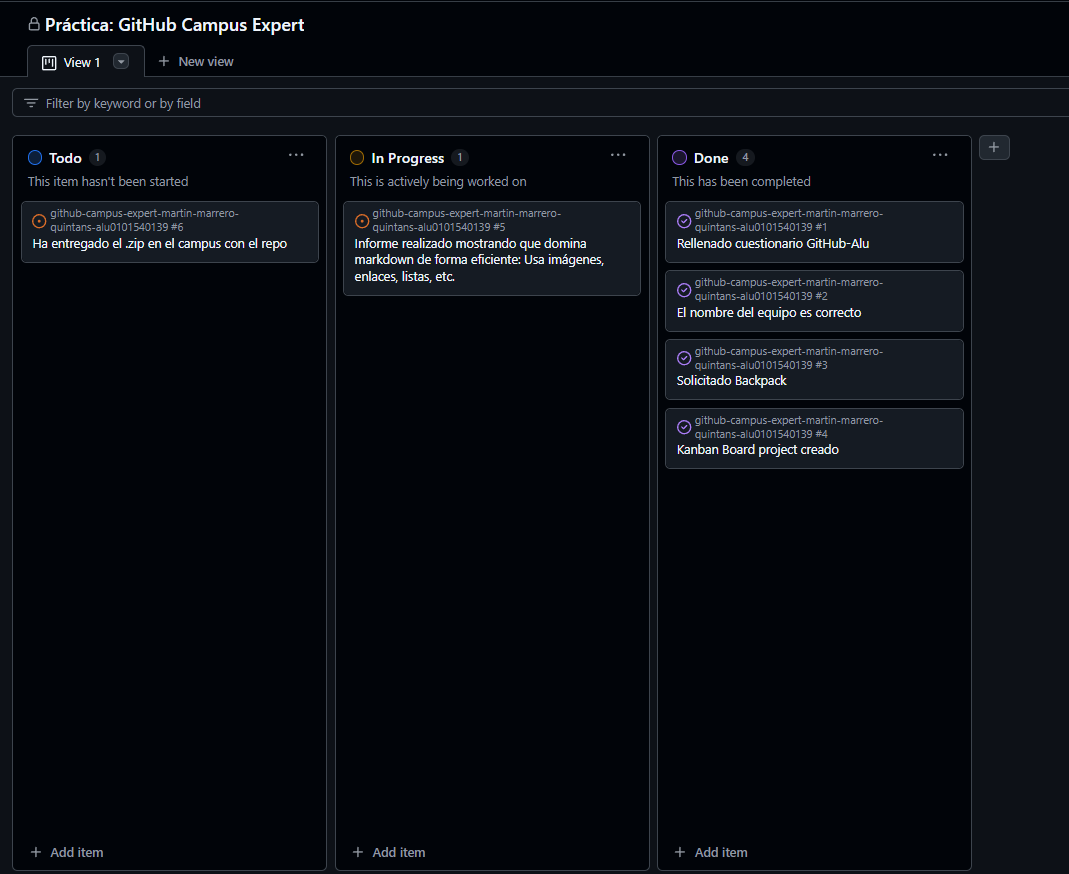 Práctica: GitHub Campus Expert
View 1
New view
Filter by keyword or by field
Todo 1
This item hasn't been started
github-campus-expert-martin-marrero-
quintans-alu0101540139 #6
Ha entregado el .zip en el campus con el repo
Add item
In Progress 1
This is actively being worked on
github-campus-expert-martin-marrero-
quintans-alu0101540139 #5
Informe realizado mostrando que domina
markdown de forma eficiente: Usa imágenes,
enlaces, listas, etc.
Add item
Done 4
This has been completed
github-campus-expert-martin-marrero-
quintans-alu0101540139 #1
Rellenado cuestionario GitHub-Alu
github-campus-expert-martin-marrero-
quintans-alu0101540139 #2
El nombre del equipo es correcto
github-campus-expert-martin-marrero-
quintans-alu0101540139 #3
Solicitado Backpack
github-campus-expert-martin-marrero-
quintans-alu0101540139 #4
Kanban Board project creado
Add item